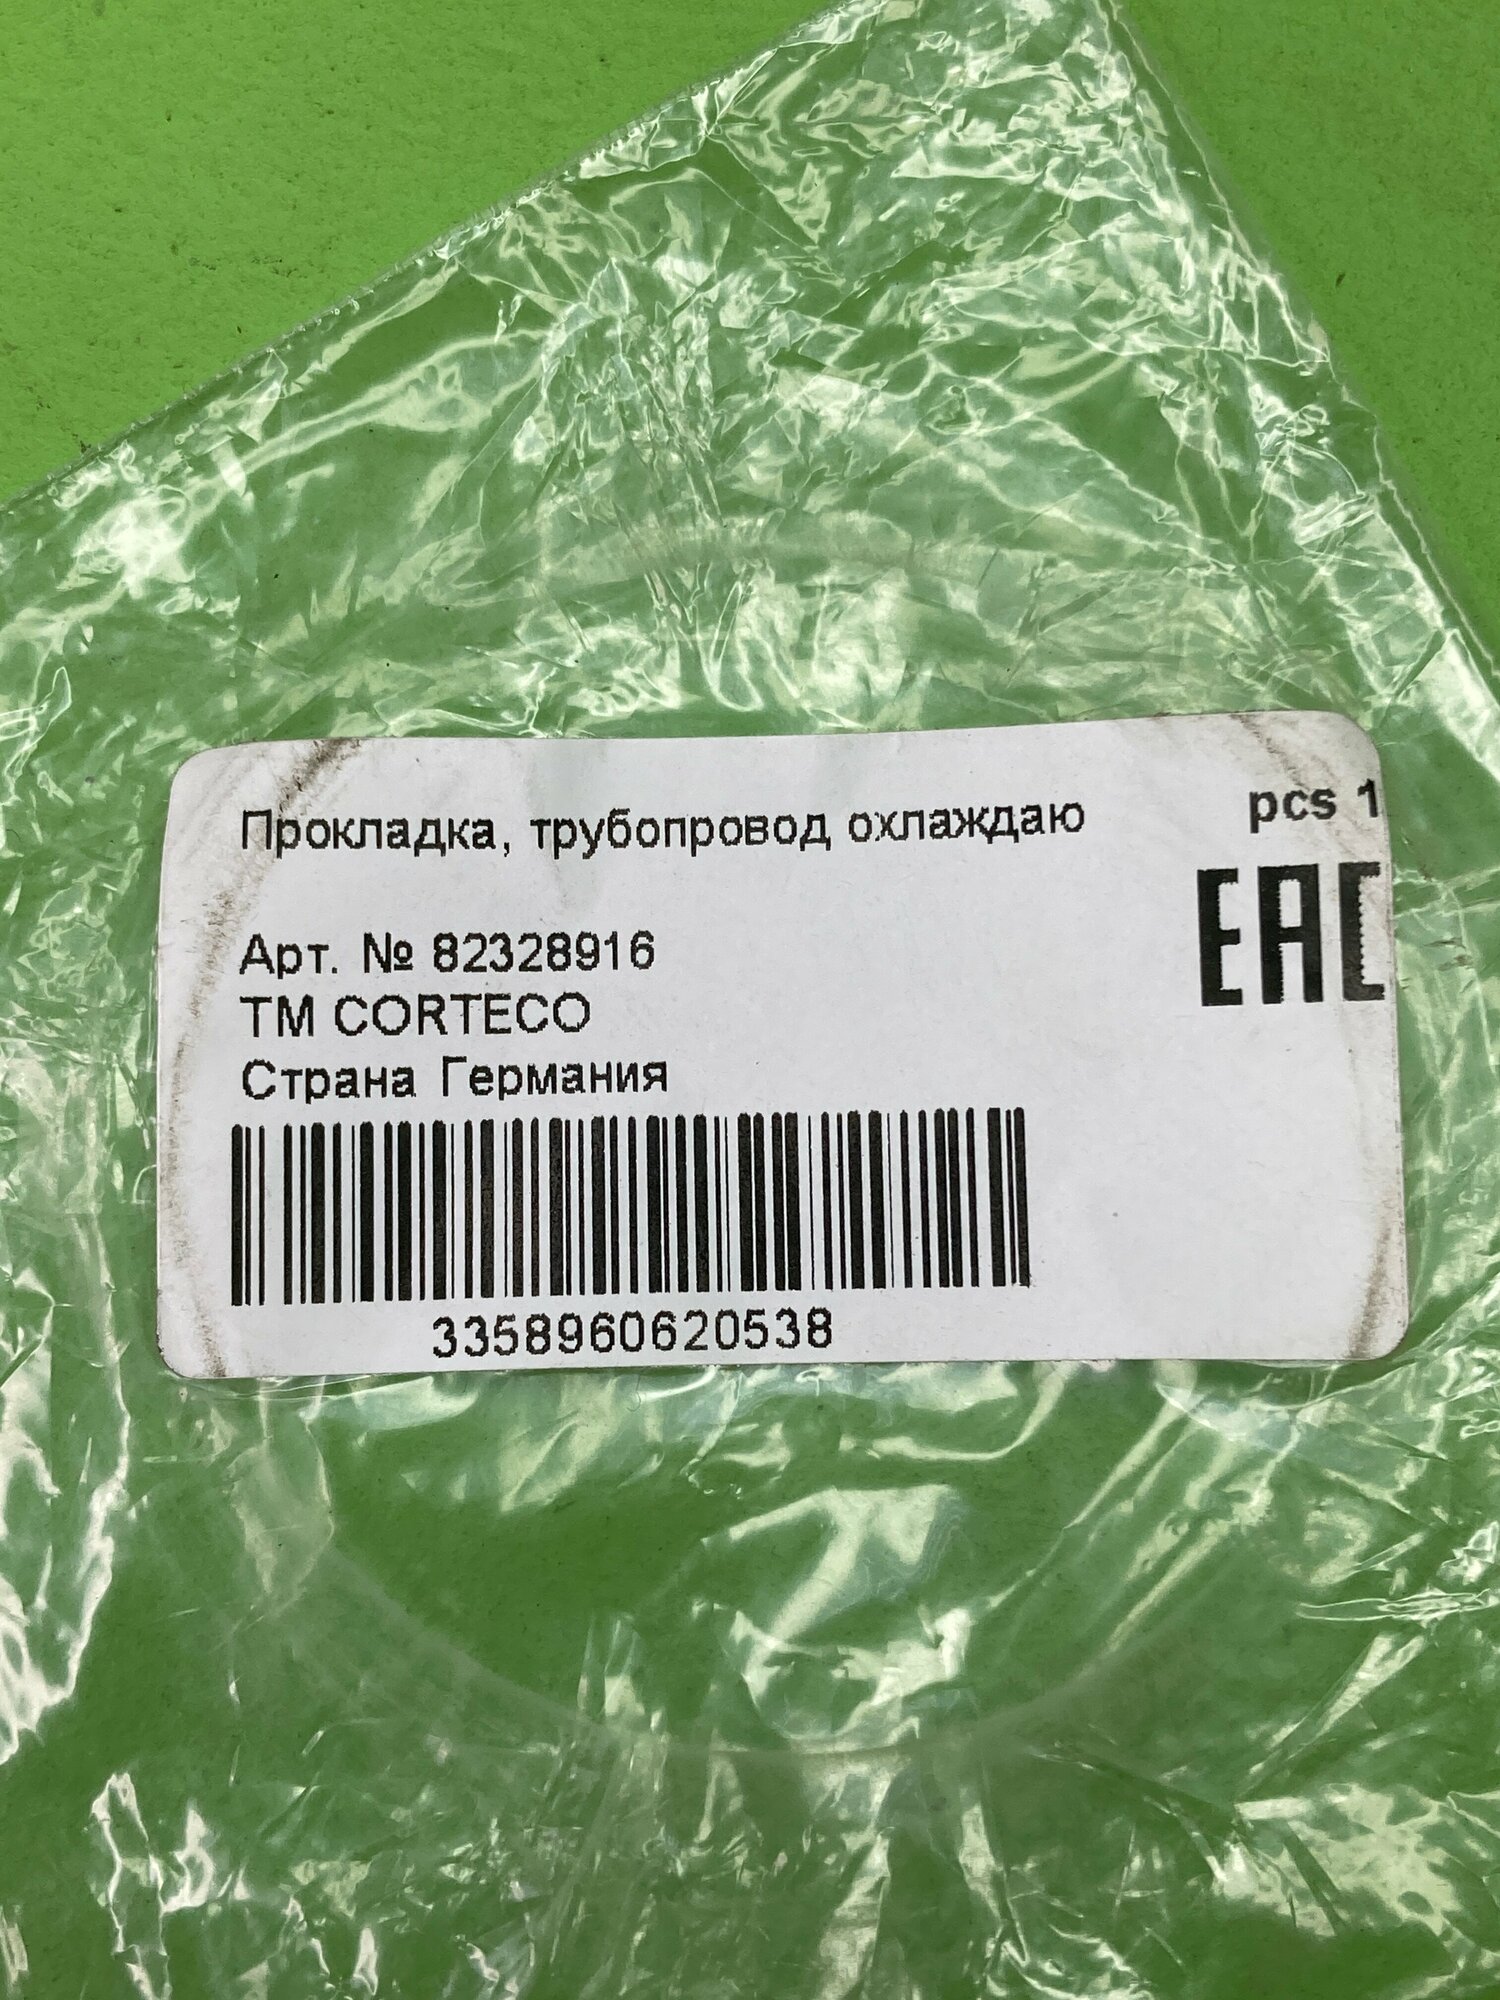 Прокладка, трубопровод охлаждаю
pcs 1
EAC
Арт. № 82328916
ТМ CORTECO
Страна Германия
3358960620538